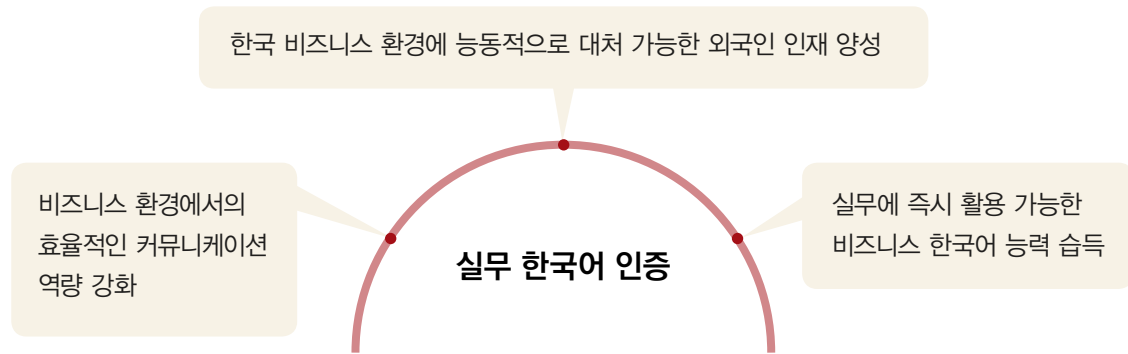 한국 비즈니스 환경에 능동적으로 대처 가능한 외국인 인재 양성
비즈니스 환경에서의
효율적인 커뮤니케이션
역량 강화
실무에 즉시 활용 가능한
비즈니스 한국어 능력 습득
실무 한국어 인증